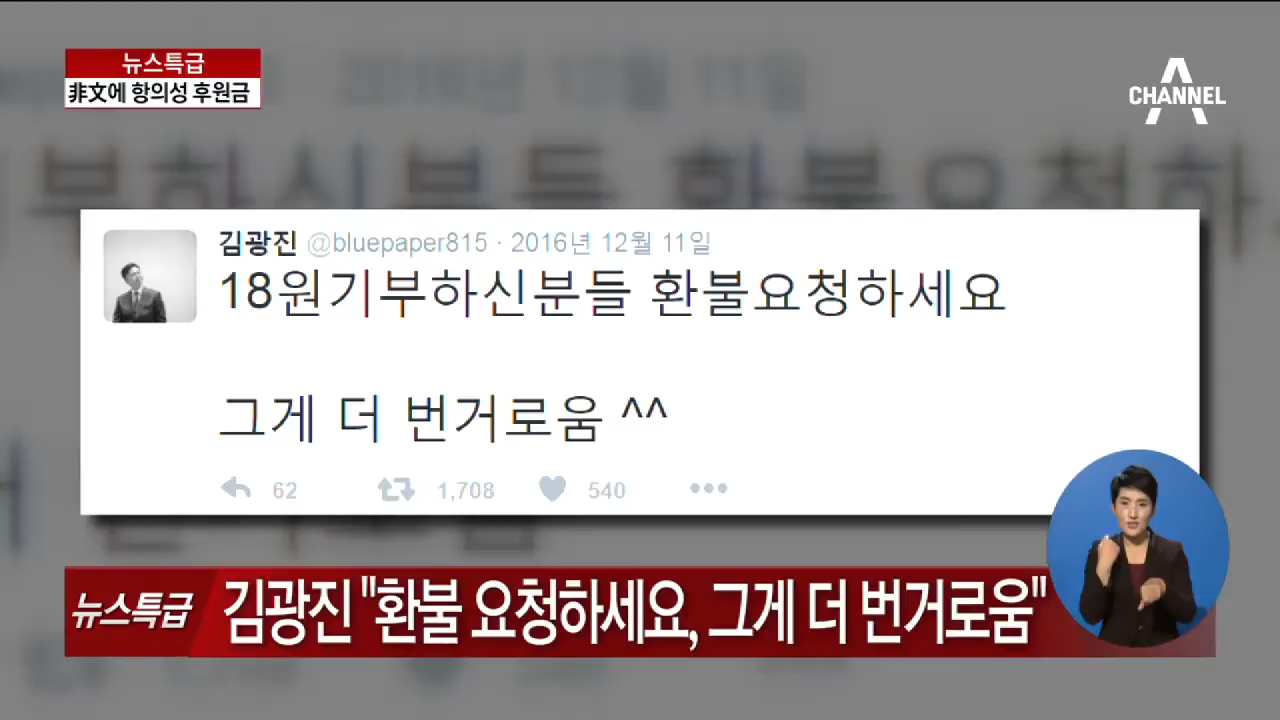 뉴스특급
非文에 항의성 후원금
CHANNEL A
김광진 @bluepaper815 · 2016년 12월 11일
18원기부하신분들 환불요청하세요
그게 더 번거로움 ^^
62 1,708 540
뉴스특급 김광진 "환불 요청하세요, 그게 더 번거로움"